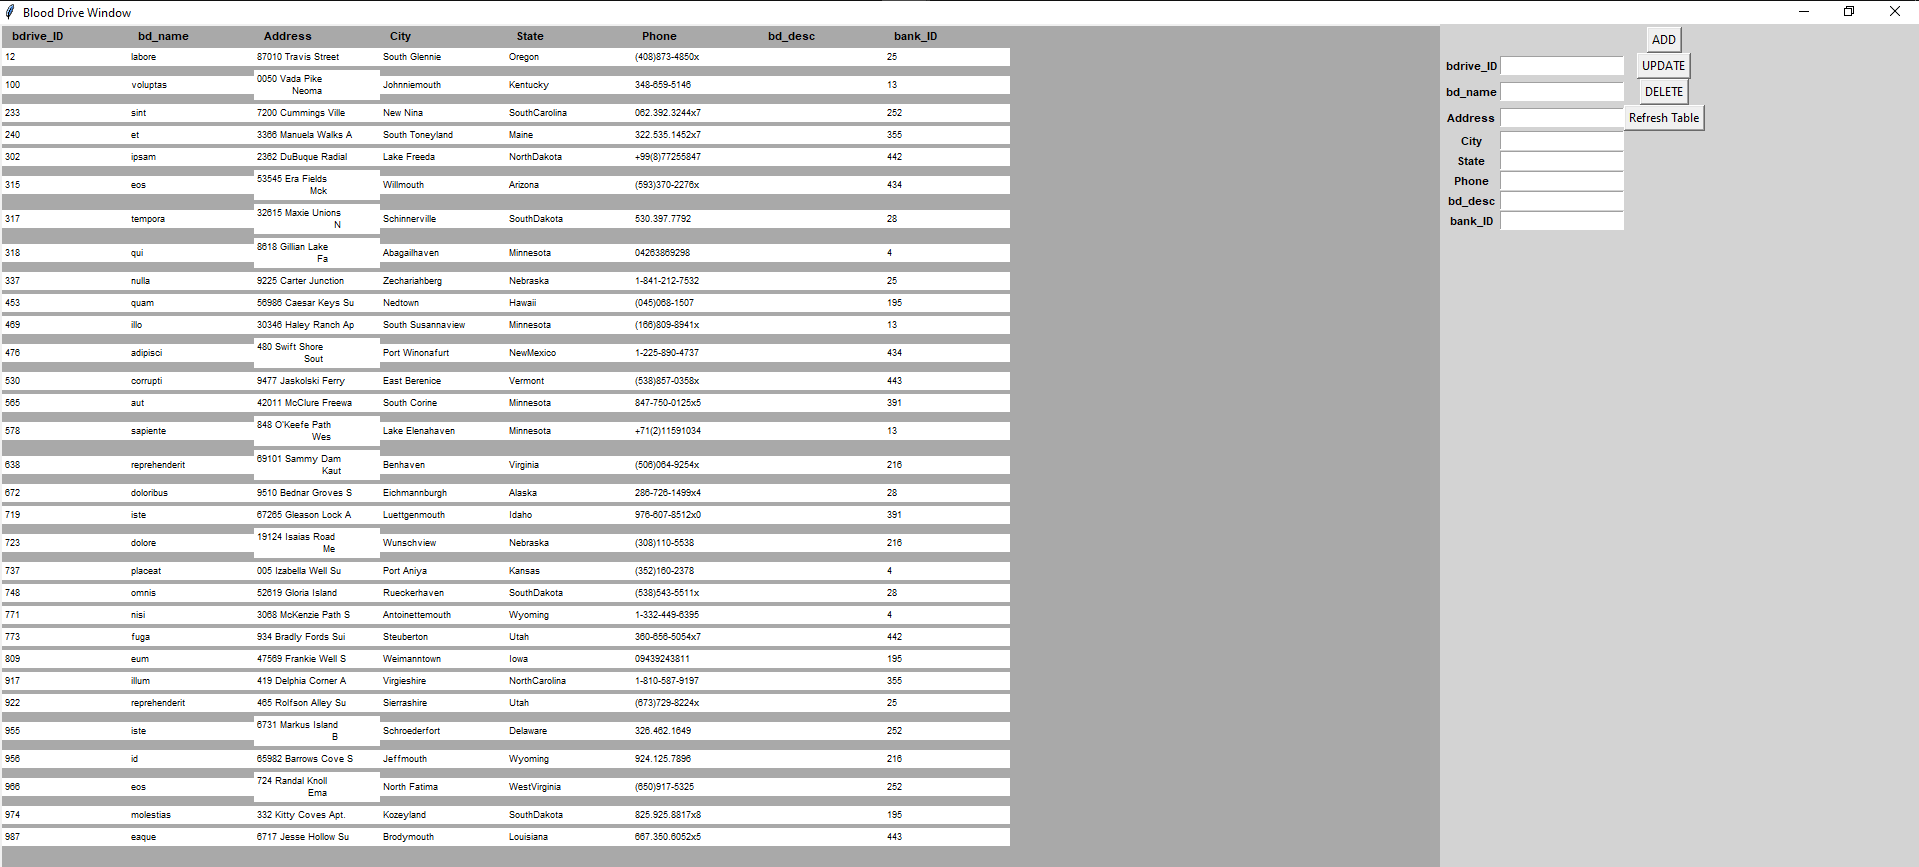 Blood Drive Window
bdrive_ID bd_name Address City State Phone bd_desc bank_ID
12 labore 87010 Travis Street South Glennie Oregon (408)873-4850x 25
100 voluptas 0050 Vada Pike Johnniemouth Kentucky 348-659-5146 13
Neoma
233 sint 7200 Cummings Ville New Nina SouthCarolina 062.392.3244x7 252
240 et 3366 Manuela Walks A South Toneyland Maine 322.535.1452x7 355
302 ipsam 2362 DuBuque Radial Lake Freeda NorthDakota +99(8)77255847 442
315 eos 53545 Era Fields Willmouth Arizona (593)370-2276x 434
Mck
317 tempora 32615 Maxie Unions Schinnerville SouthDakota 530.397.7792 28
N
318 qui 8618 Gillian Lake Abagailhaven Minnesota 04263869298 4
Fa
337 nulla 9225 Carter Junction Zechariahberg Nebraska 1-841-212-7532 25
453 quam 56986 Caesar Keys Su Nedtown Hawaii (045)068-1507 195
469 illo 30346 Haley Ranch Ap South Susannaview Minnesota (166)809-8941x 13
476 adipisci 480 Swift Shore Port Winonafurt NewMexico 1-225-890-4737 434
Sout
530 corrupti 9477 Jaskolski Ferry East Berenice Vermont (538)857-0358x 443
565 aut 42011 McClure Freewa South Corine Minnesota 847-750-0125x5 391
578 sapiente 848 O'Keefe Path Lake Elenahaven Minnesota +71(2)11591034 13
Wes
638 reprehenderit 69101 Sammy Dam Benhaven Virginia (506)064-9254x 216
Kaut
672 doloribus 9510 Bednar Groves S Eichmannburgh Alaska 286-726-1499x4 28
719 iste 67265 Gleason Lock A Luettgenmouth Idaho 976-607-8512x0 391
723 dolore 19124 Isaias Road Wunschview Nebraska (308)110-5538 216
Me
737 placeat 005 Izabella Well Su Port Aniya Kansas (352)160-2378 4
748 omnis 52619 Gloria Island Rueckerhaven SouthDakota (538)543-5511x 28
771 nisi 3068 McKenzie Path S Antoinettemouth Wyoming 1-332-449-6395 4
773 fuga 934 Bradly Fords Sui Steuberton Utah 360-656-5054x7 442
809 eum 47569 Frankie Well S Weimanntown Iowa 09439243811 195
917 illum 419 Delphia Corner A Virgieshire NorthCarolina 1-810-587-9197 355
922 reprehenderit 465 Rolfson Alley Su Sierrashire Utah (673)729-8224x 25
955 iste 6731 Markus Island Schroederfort Delaware 326.462.1649 252
B
956 id 65982 Barrows Cove S Jeffmouth Wyoming 924.125.7896 216
966 eos 724 Randal Knoll North Fatima WestVirginia (650)917-5325 252
Ema
974 molestias 332 Kitty Coves Apt. Kozeyland SouthDakota 825.925.8817x8 195
987 eaque 6717 Jesse Hollow Su Brodymouth Louisiana 667.350.6052x5 443
ADD
bdrive_ID UPDATE
bd_name DELETE
Address Refresh Table
City
State
Phone
bd_desc
bank_ID